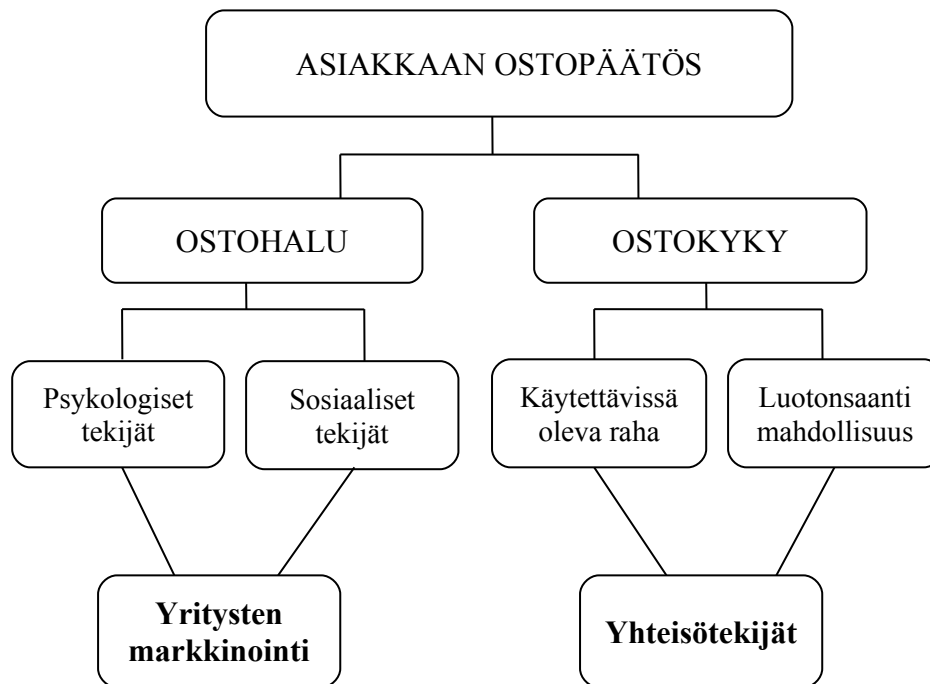 ASIAKKAAN OSTOPÄÄTÖS
OSTOHALU
OSTOKYKY
Psykologiset
tekijät
Sosiaaliset
tekijät
Käytettävissä
oleva raha
Luotonsaanti
mahdollisuus
Yritysten
markkinointi
Yhteisötekijät